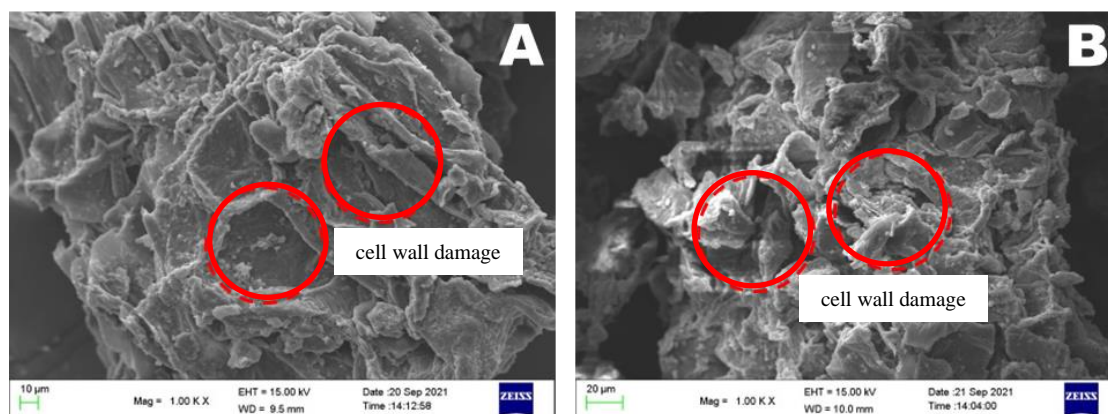 A
cell wall damage
10 µm
Mag = 1.00 K X
EHT = 15.00 kV
WD = 9.5 mm
Date :20 Sep 2021
Time :14:12:58
ZEISS
B
cell wall damage
20 µm
Mag = 1.00 K X
EHT = 15.00 kV
WD = 10.0 mm
Date :21 Sep 2021
Time :14:04:00
ZEISS